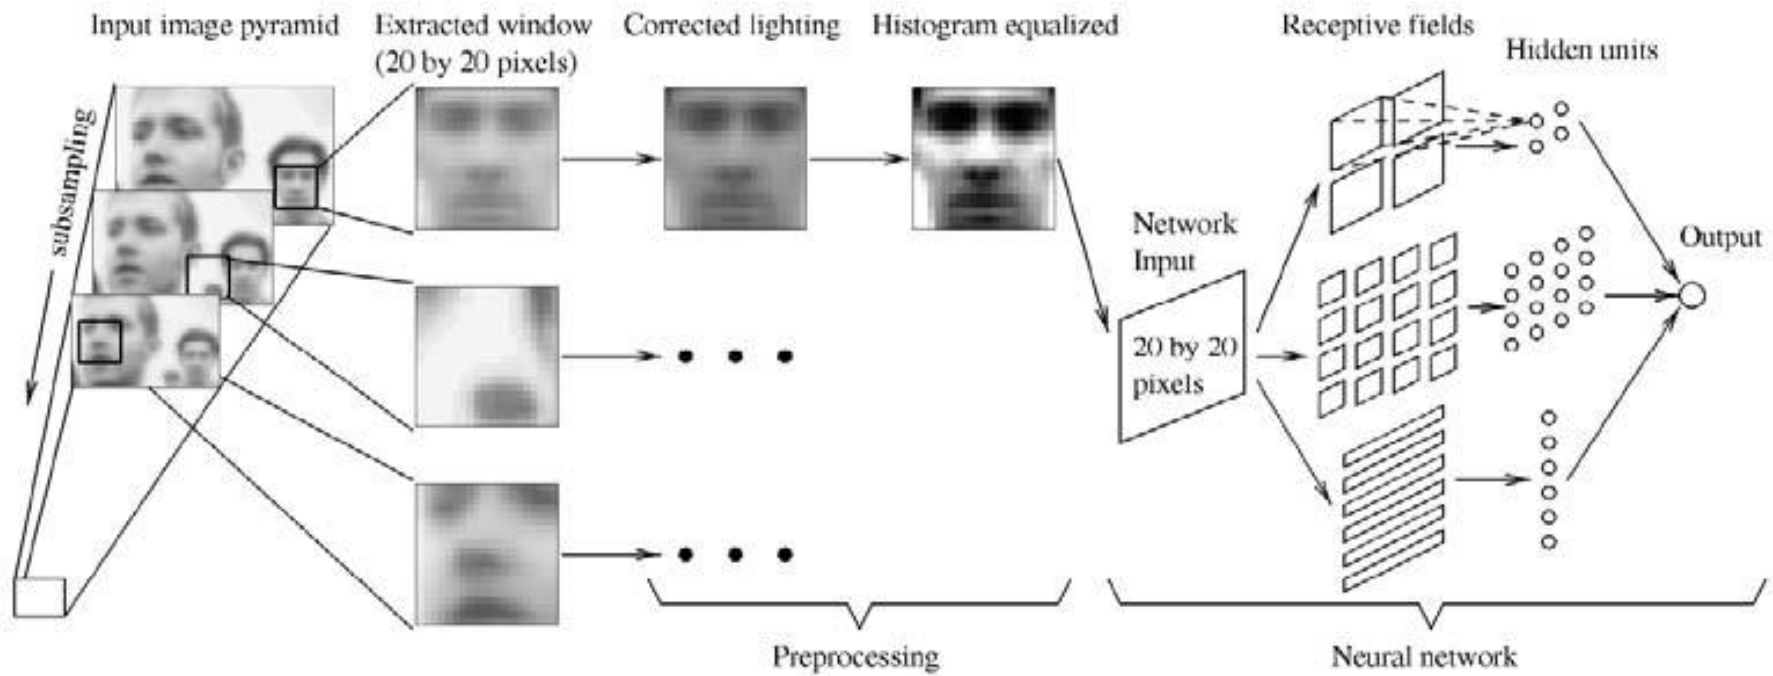 Input image pyramid
Extracted window
(20 by 20 pixels)
Corrected lighting
Histogram equalized
Receptive fields
Hidden units
subsampling
Network
Input
20 by 20
pixels
Output
Preprocessing
Neural network